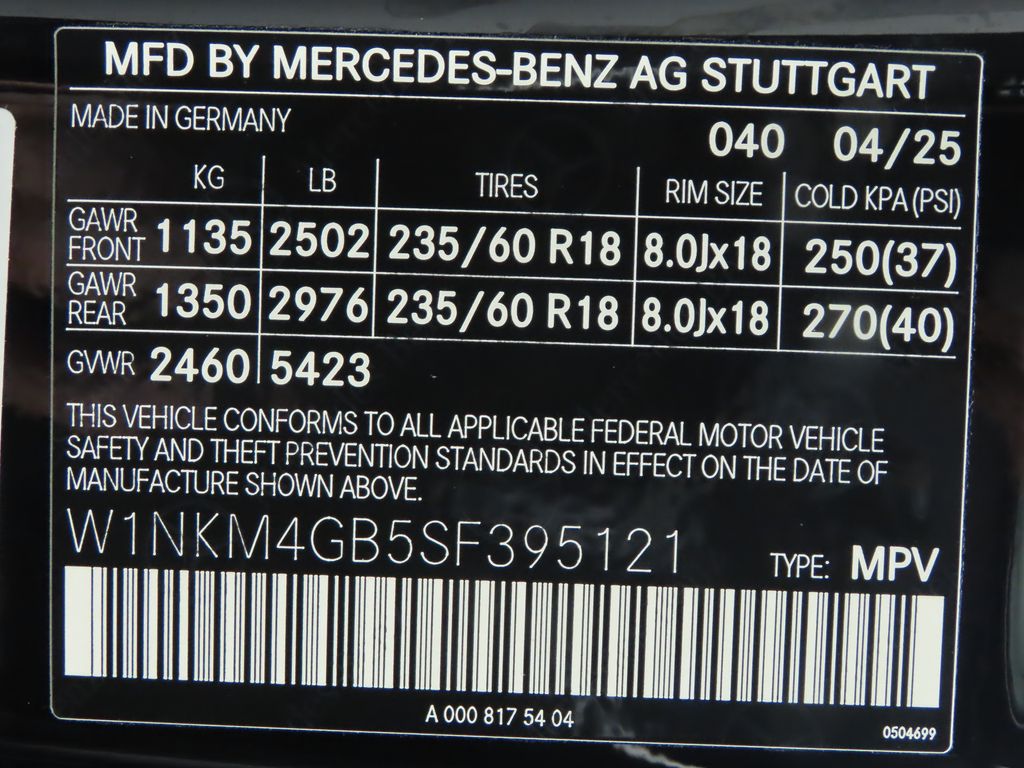 MFD BY MERCEDES-BENZ AG STUTTGART
MADE IN GERMANY
040 04/25
KG LB TIRES RIM SIZE COLD KPA (PSI)
GAWR FRONT 1135 2502 235/60 R18 8.0Jx18 250(37)
GAWR REAR 1350 2976 235/60 R18 8.0Jx18 270(40)
GVWR 2460 5423
THIS VEHICLE CONFORMS TO ALL APPLICABLE FEDERAL MOTOR VEHICLE
SAFETY AND THEFT PREVENTION STANDARDS IN EFFECT ON THE DATE OF
MANUFACTURE SHOWN ABOVE.
W1NKM4GB5SF395121 TYPE: MPV
A 000 817 54 04
0504699